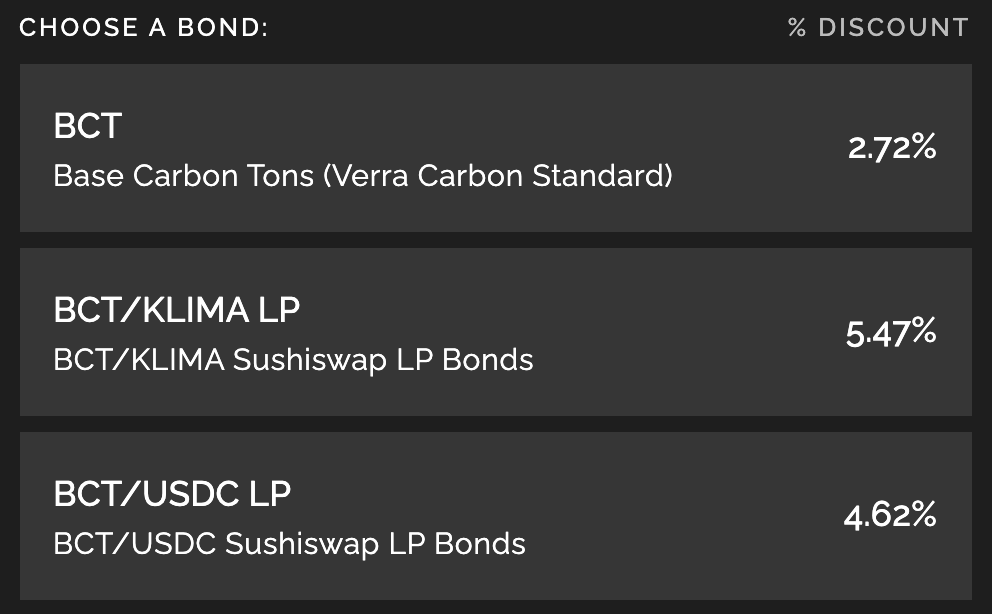 CHOOSE A BOND: % DISCOUNT
BCT
Base Carbon Tons (Verra Carbon Standard)
2.72%
BCT/KLIMA LP
BCT/KLIMA Sushiswap LP Bonds
5.47%
BCT/USDC LP
BCT/USDC Sushiswap LP Bonds
4.62%